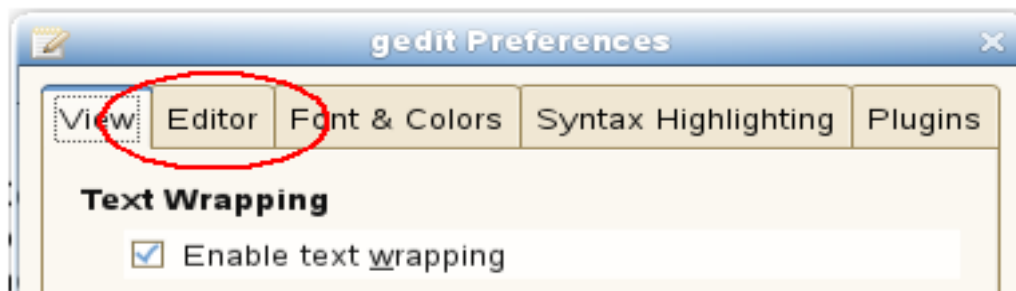 gedit Preferences
View Editor Font & Colors Syntax Highlighting Plugins
Text Wrapping
Enable text wrapping